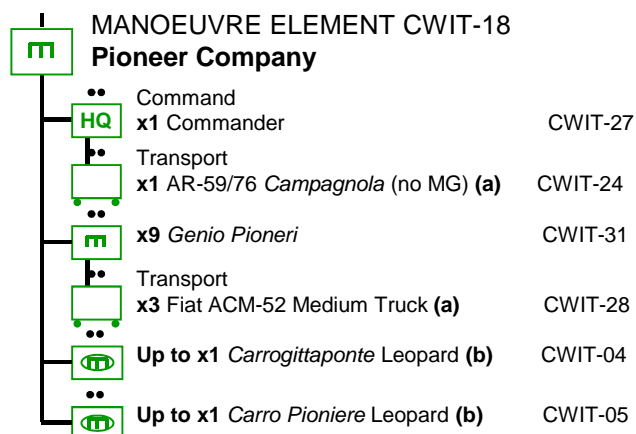 MANOEUVRE ELEMENT CWIT-18
Pioneer Company
Command
HQ x1 Commander CWIT-27
Transport
x1 AR-59/76 Campagnola (no MG) (a) CWIT-24
x9 Genio Pioneri CWIT-31
Transport
x3 Fiat ACM-52 Medium Truck (a) CWIT-28
Up to x1 Carrogittaponte Leopard (b) CWIT-04
Up to x1 Carro Pioniere Leopard (b) CWIT-05